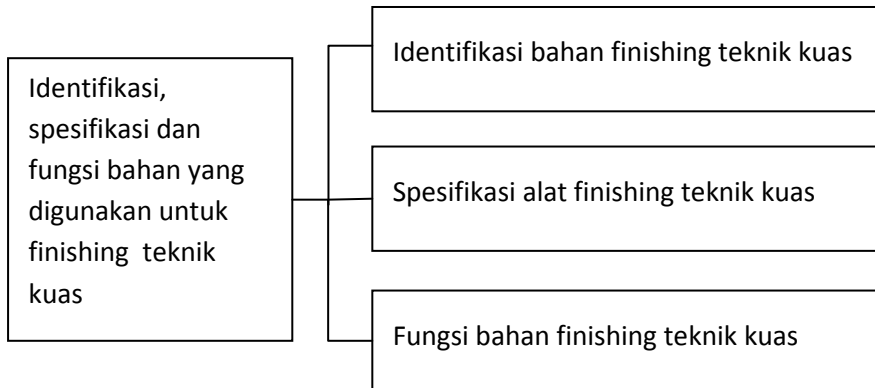 Identifikasi,
spesifikasi dan
fungsi bahan yang
digunakan untuk
finishing teknik
kuas
Identifikasi bahan finishing teknik kuas
Spesifikasi alat finishing teknik kuas
Fungsi bahan finishing teknik kuas